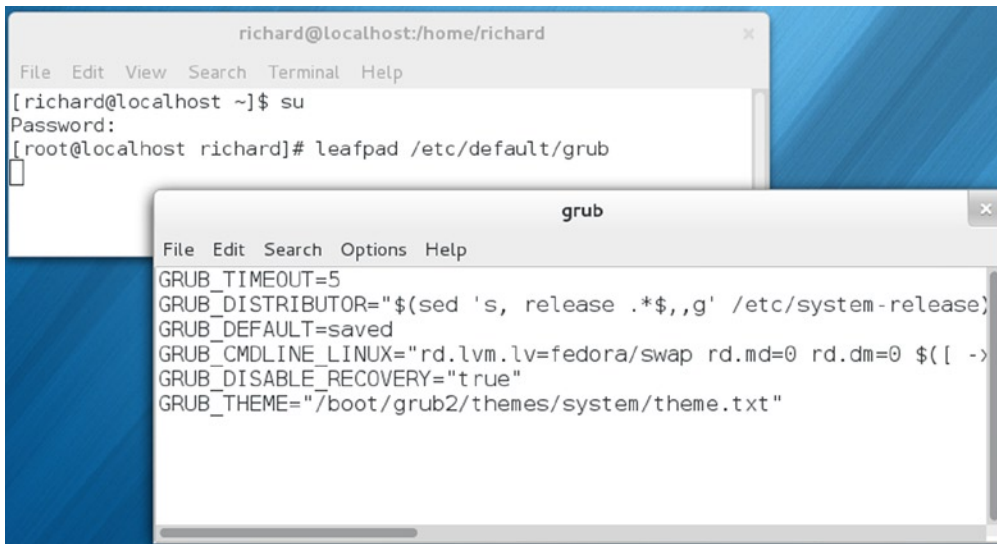 richard@localhost:/home/richard
File Edit View Search Terminal Help
[richard@localhost ~]$ su
Password:
[root@localhost richard]# leafpad /etc/default/grub
grub
File Edit Search Options Help
GRUB_TIMEOUT=5
GRUB_DISTRIBUTOR="$(sed 's, release .*$,,g' /etc/system-release)
GRUB_DEFAULT=saved
GRUB_CMDLINE_LINUX="rd.lvm.lv=fedora/swap rd.md=0 rd.dm=0 $([ -
GRUB_DISABLE_RECOVERY="true"
GRUB_THEME="/boot/grub2/themes/system/theme.txt"